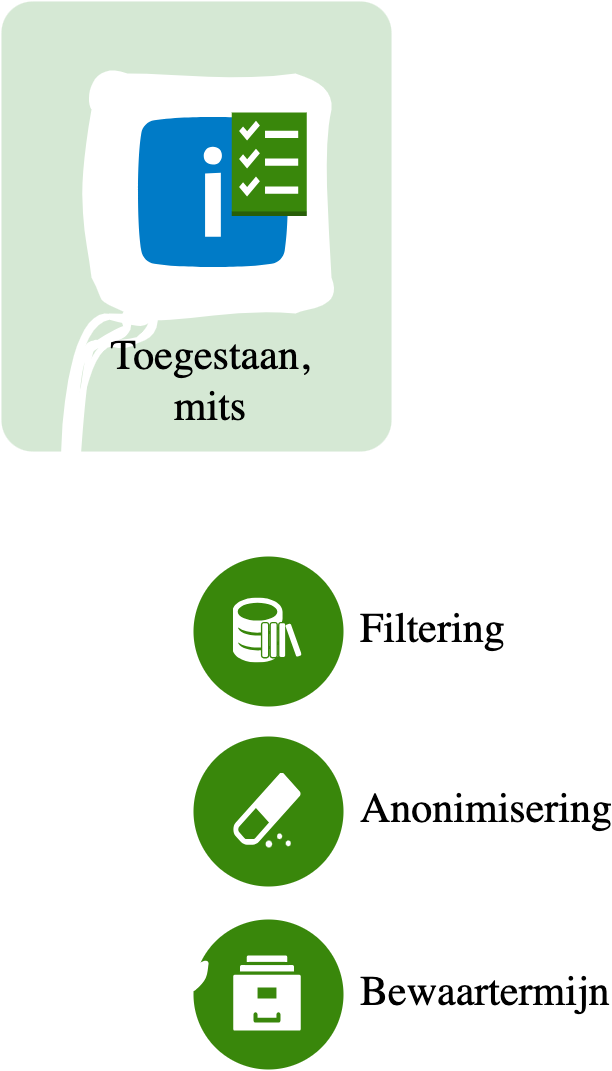 Toegestaan,
mits
Filtering
Anonimisering
Bewaartermijn